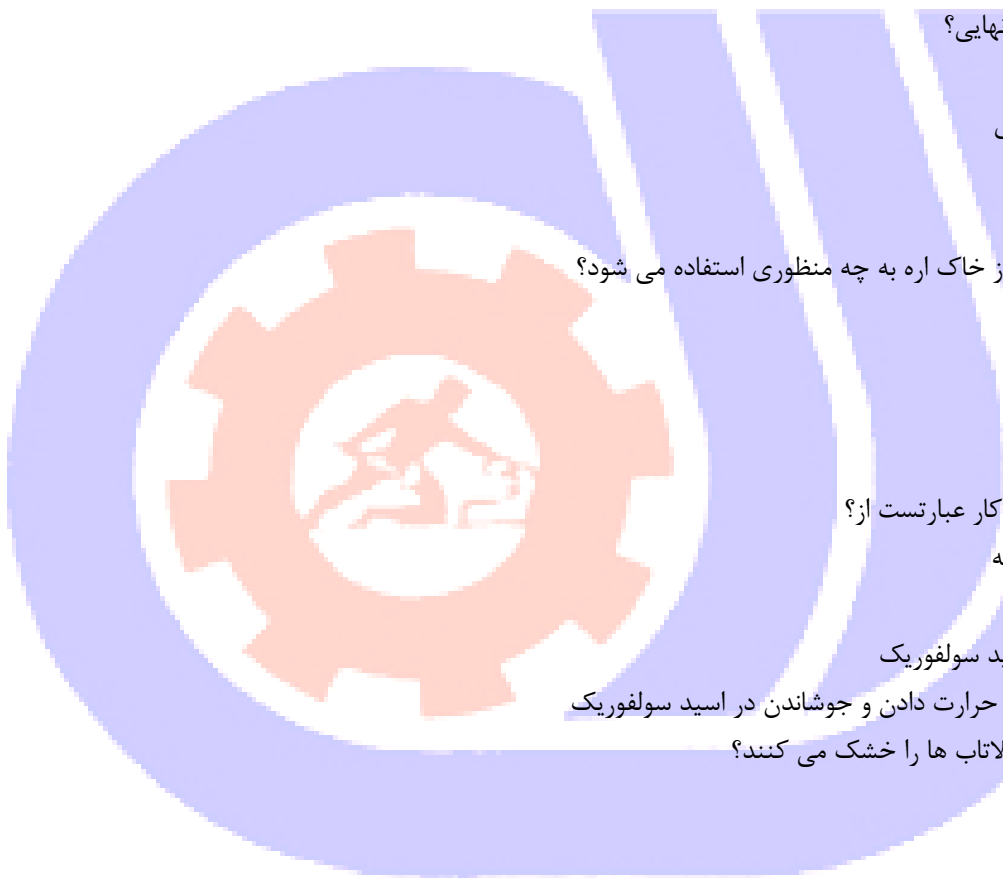 نهایی؟
ز خاک اره به چه منظوری استفاده می شود؟
کار عبارتست از؟
ه
ید سولفوریک
حرارت دادن و جوشاندن در اسید سولفوریک
لاتاب ها را خشک می کنند؟